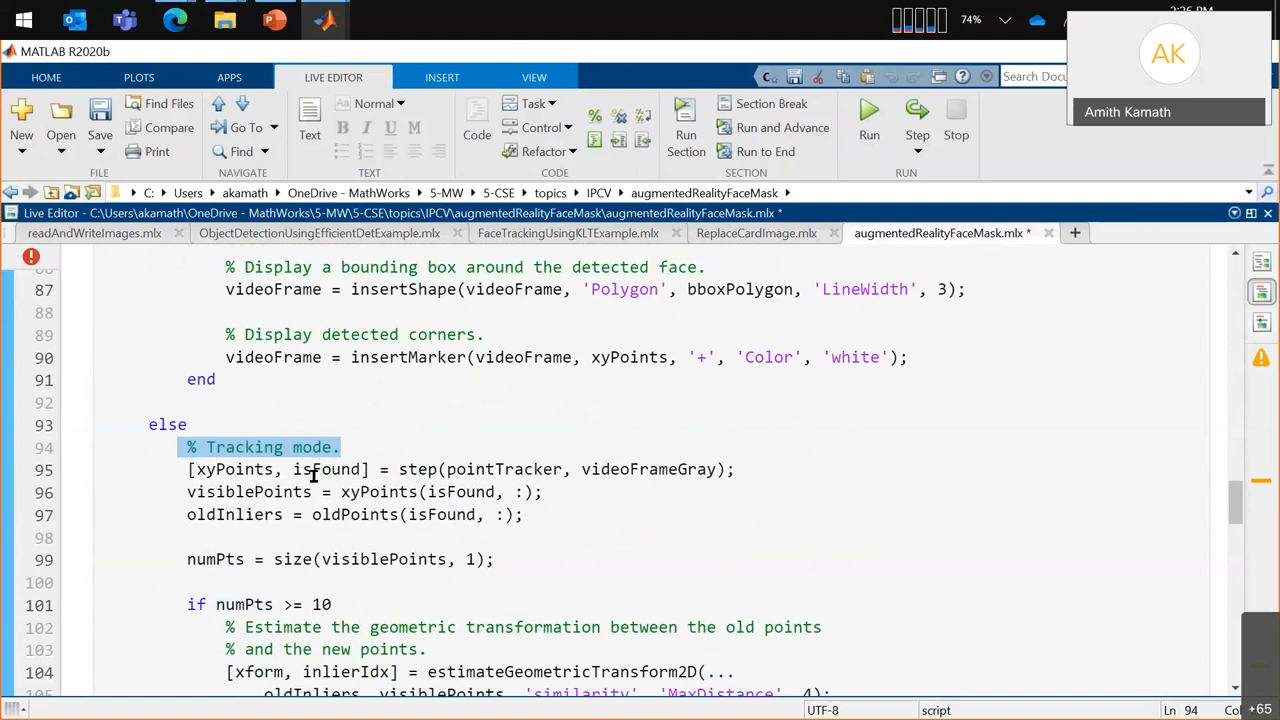 74%
MATLAB R2020b
AK
Amith Kamath
HOME PLOTS APPS LIVE EDITOR INSERT VIEW
Search Doc
New Open Save Find Files Compare Print
Go To Find
Text Normal B I U M
Code Task Control Refactor
Run Section Section Break Run and Advance Run to End
Run Step Stop
FILE NAVIGATE TEXT CODE SECTION RUN
C: Users akamath OneDrive - MathWorks 5-MW 5-CSE topics IPCV augmentedRealityFaceMask
Live Editor - C:\Users\akamath\OneDrive - MathWorks\5-MW\5-CSE\topics\IPCV\augmentedRealityFaceMask\augmentedRealityFaceMask.mlx *
readAndWriteImages.mlx ObjectDetectionUsingEfficientDetExample.mlx FaceTrackingUsingKLTExample.mlx ReplaceCardImage.mlx augmentedRealityFaceMask.mlx *
% Display a bounding box around the detected face.
87 videoFrame = insertShape(videoFrame, 'Polygon', bboxPolygon, 'LineWidth', 3);
88
89 % Display detected corners.
90 videoFrame = insertMarker(videoFrame, xyPoints, '+', 'Color', 'white');
91 end
92
93 else
94 % Tracking mode.
95 [xyPoints, isFound] = step(pointTracker, videoFrameGray);
96 visiblePoints = xyPoints(isFound, :);
97 oldInliers = oldPoints(isFound, :);
98
99 numPts = size(visiblePoints, 1);
100
101 if numPts >= 10
102 % Estimate the geometric transformation between the old points
103 % and the new points.
104 [xform, inlierIdx] = estimateGeometricTransform2D(...
oldInliers, visiblePoints, 'similarity', 'MaxDistance', 4);
UTF-8 script Ln 94 Col
+65